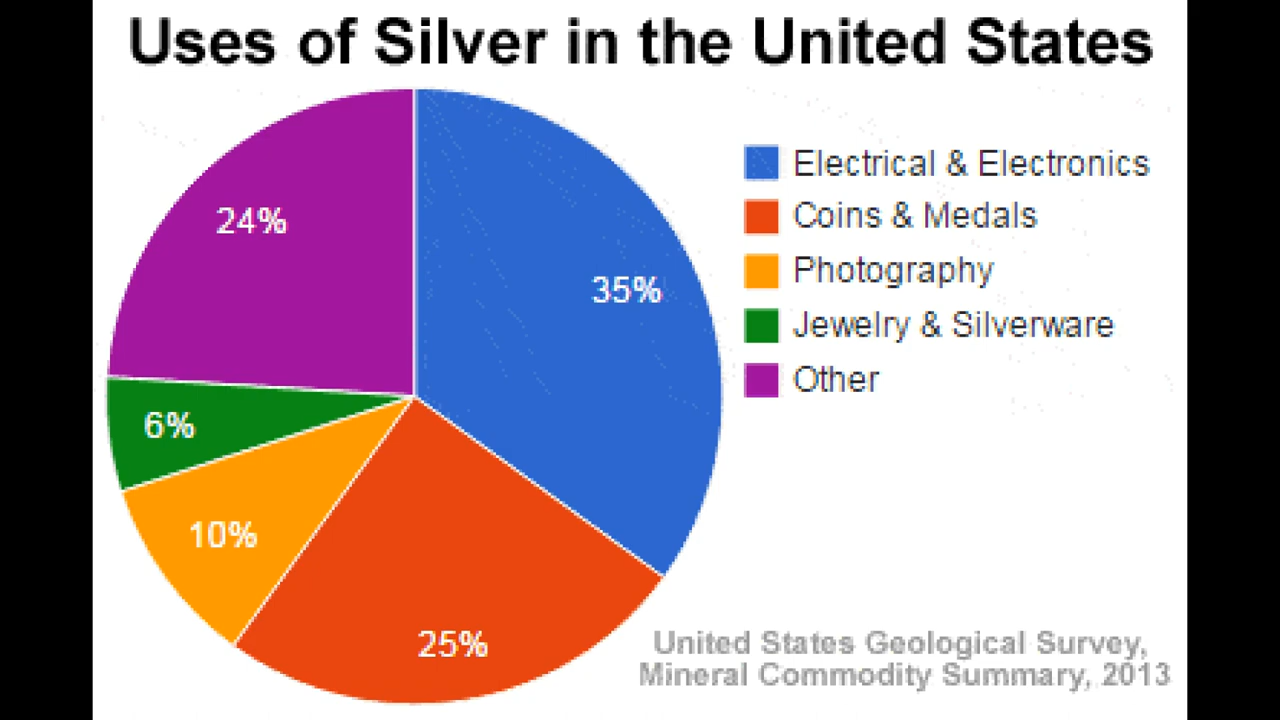 Uses of Silver in the United States
24%
35%
6%
10%
25%
Electrical & Electronics
Coins & Medals
Photography
Jewelry & Silverware
Other
United States Geological Survey,
Mineral Commodity Summary, 2013